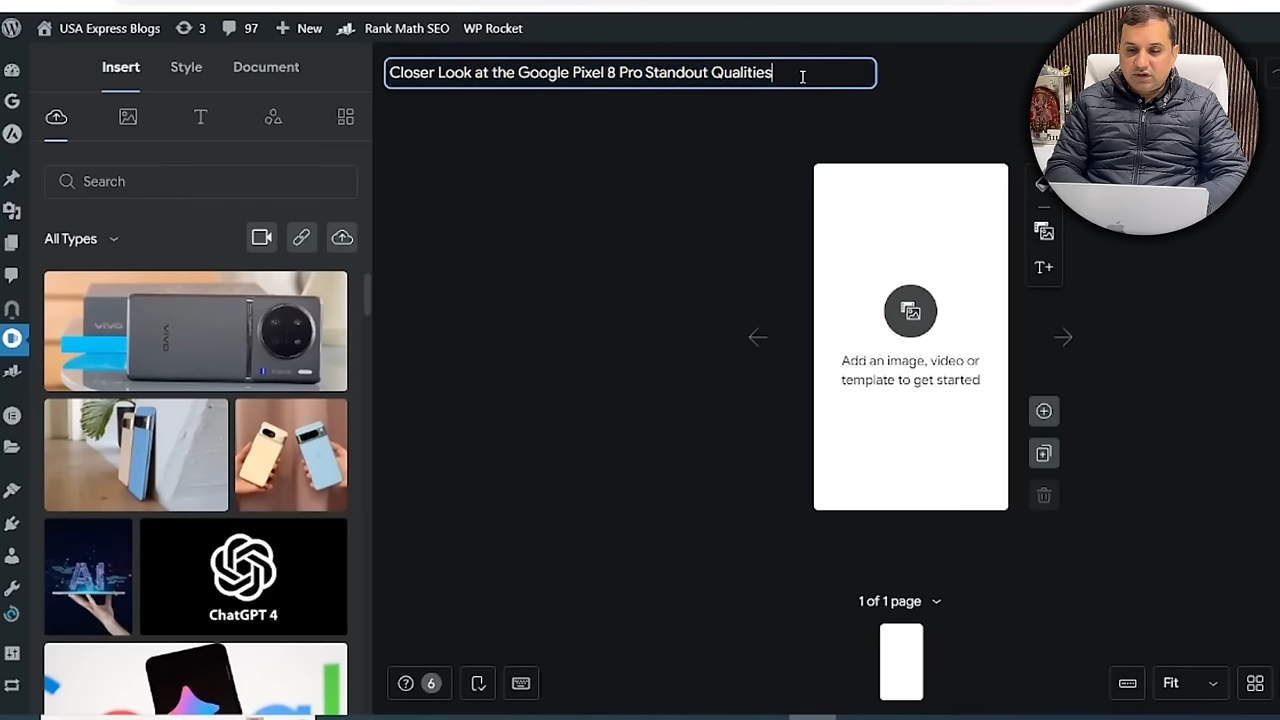 USA Express Blogs 3 97 New Rank Math SEO WP Rocket
Insert Style Document
Closer Look at the Google Pixel 8 Pro Standout Qualities
Search
All Types
vivo
T+
Add an image, video or
template to get started
AI
ChatGPT 4
1 of 1 page
6
Fit